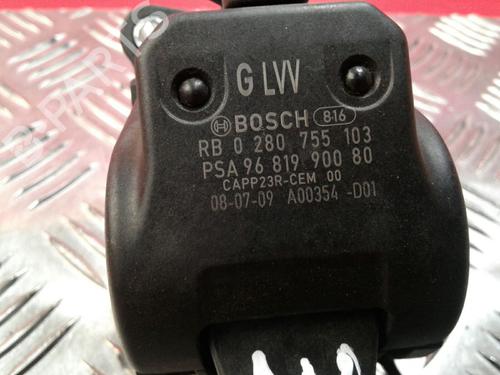 G LVV
BOSCH 816
RB 0 280 755 103
PSA 96 819 900 80
CAPP23R-CEM 00
08-07-09 A00354 -D01